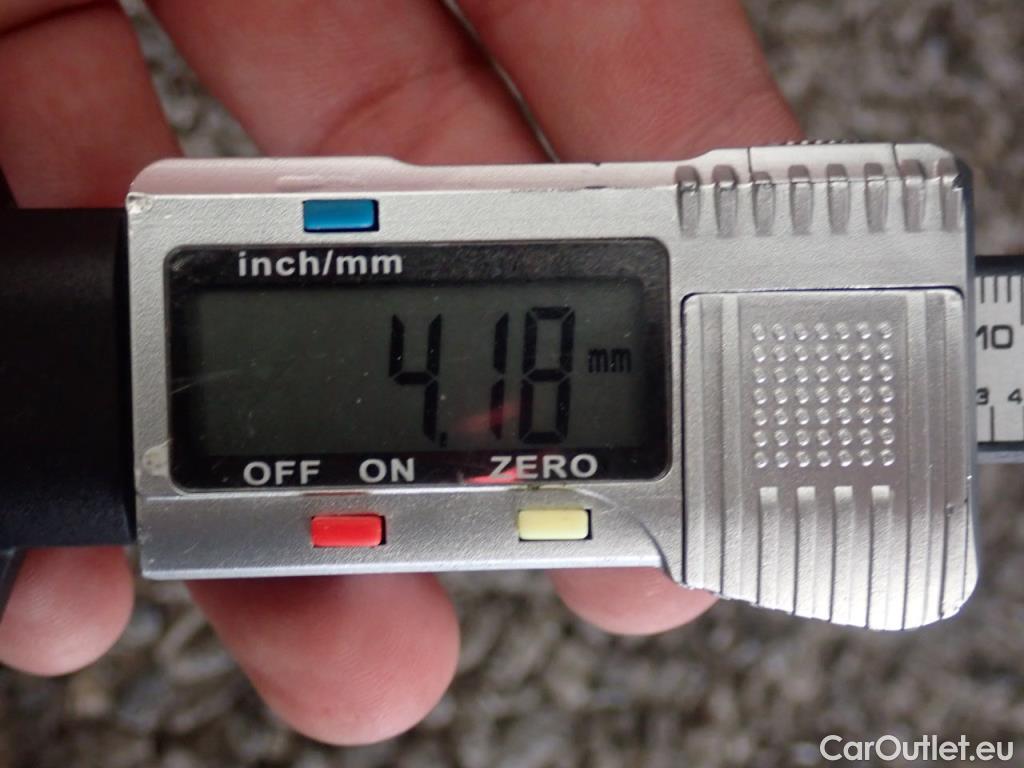 inch/mm
4.18 mm
OFF ON ZERO
10
3 4
CarOutlet.eu